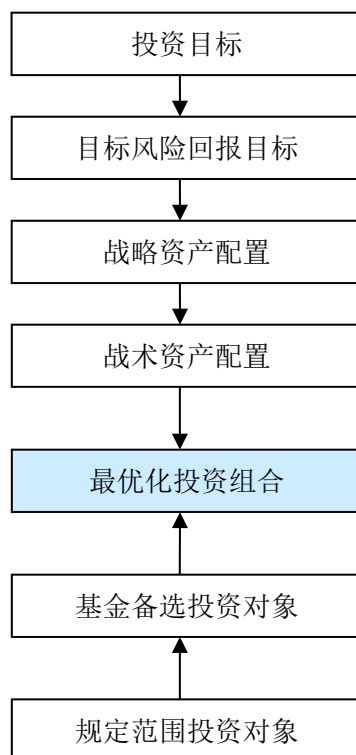 投资目标
目标风险回报目标
战略资产配置
战术资产配置
最优化投资组合
基金备选投资对象
规定范围投资对象